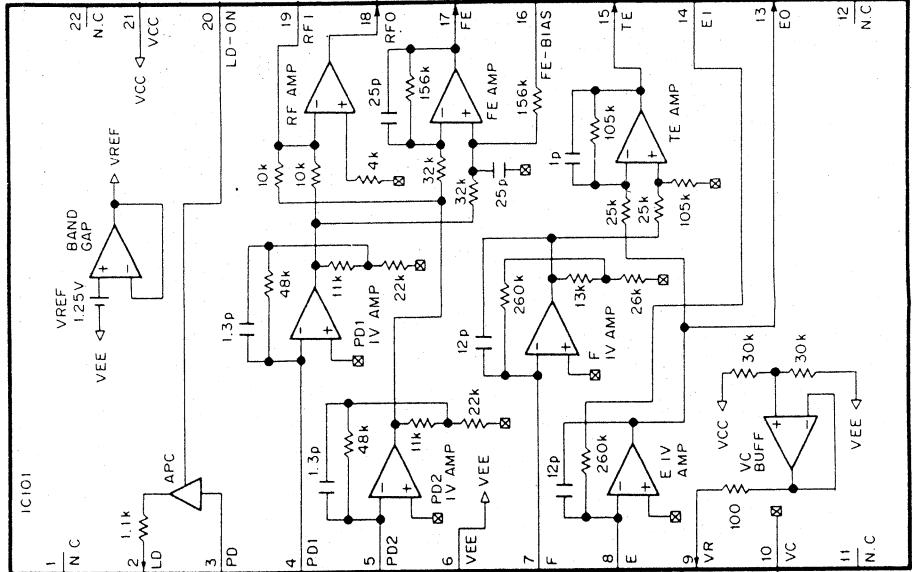 22
N.C
21
VCC
VCC
20
LD-ON
19
RFI
18
RFO
17
FE
16
FE-BIAS
15
TE
14
EI
13
EO
12
N.C
IC101
BAND
GAP
VREF
VREF
1.25V
VEE
APC
1.1k
RF AMP
10k
10k
4k
25p
156k
FE AMP
32k
32k
25p
156k
1p
105k
TE AMP
25k
25k
105k
1.3p
48k
11k
22k
PD1
IV AMP
1.3p
48k
11k
22k
PD2
IV AMP
VEE
12p
260k
13k
26k
F
IV AMP
12p
260k
E IV
AMP
30k
30k
VCC
VC
BUFF
VEE
100
1
N.C
2
LD
3
PD
4
PD1
5
PD2
6
VEE
7
F
8
E
9
VR
10
VC
11
N.C